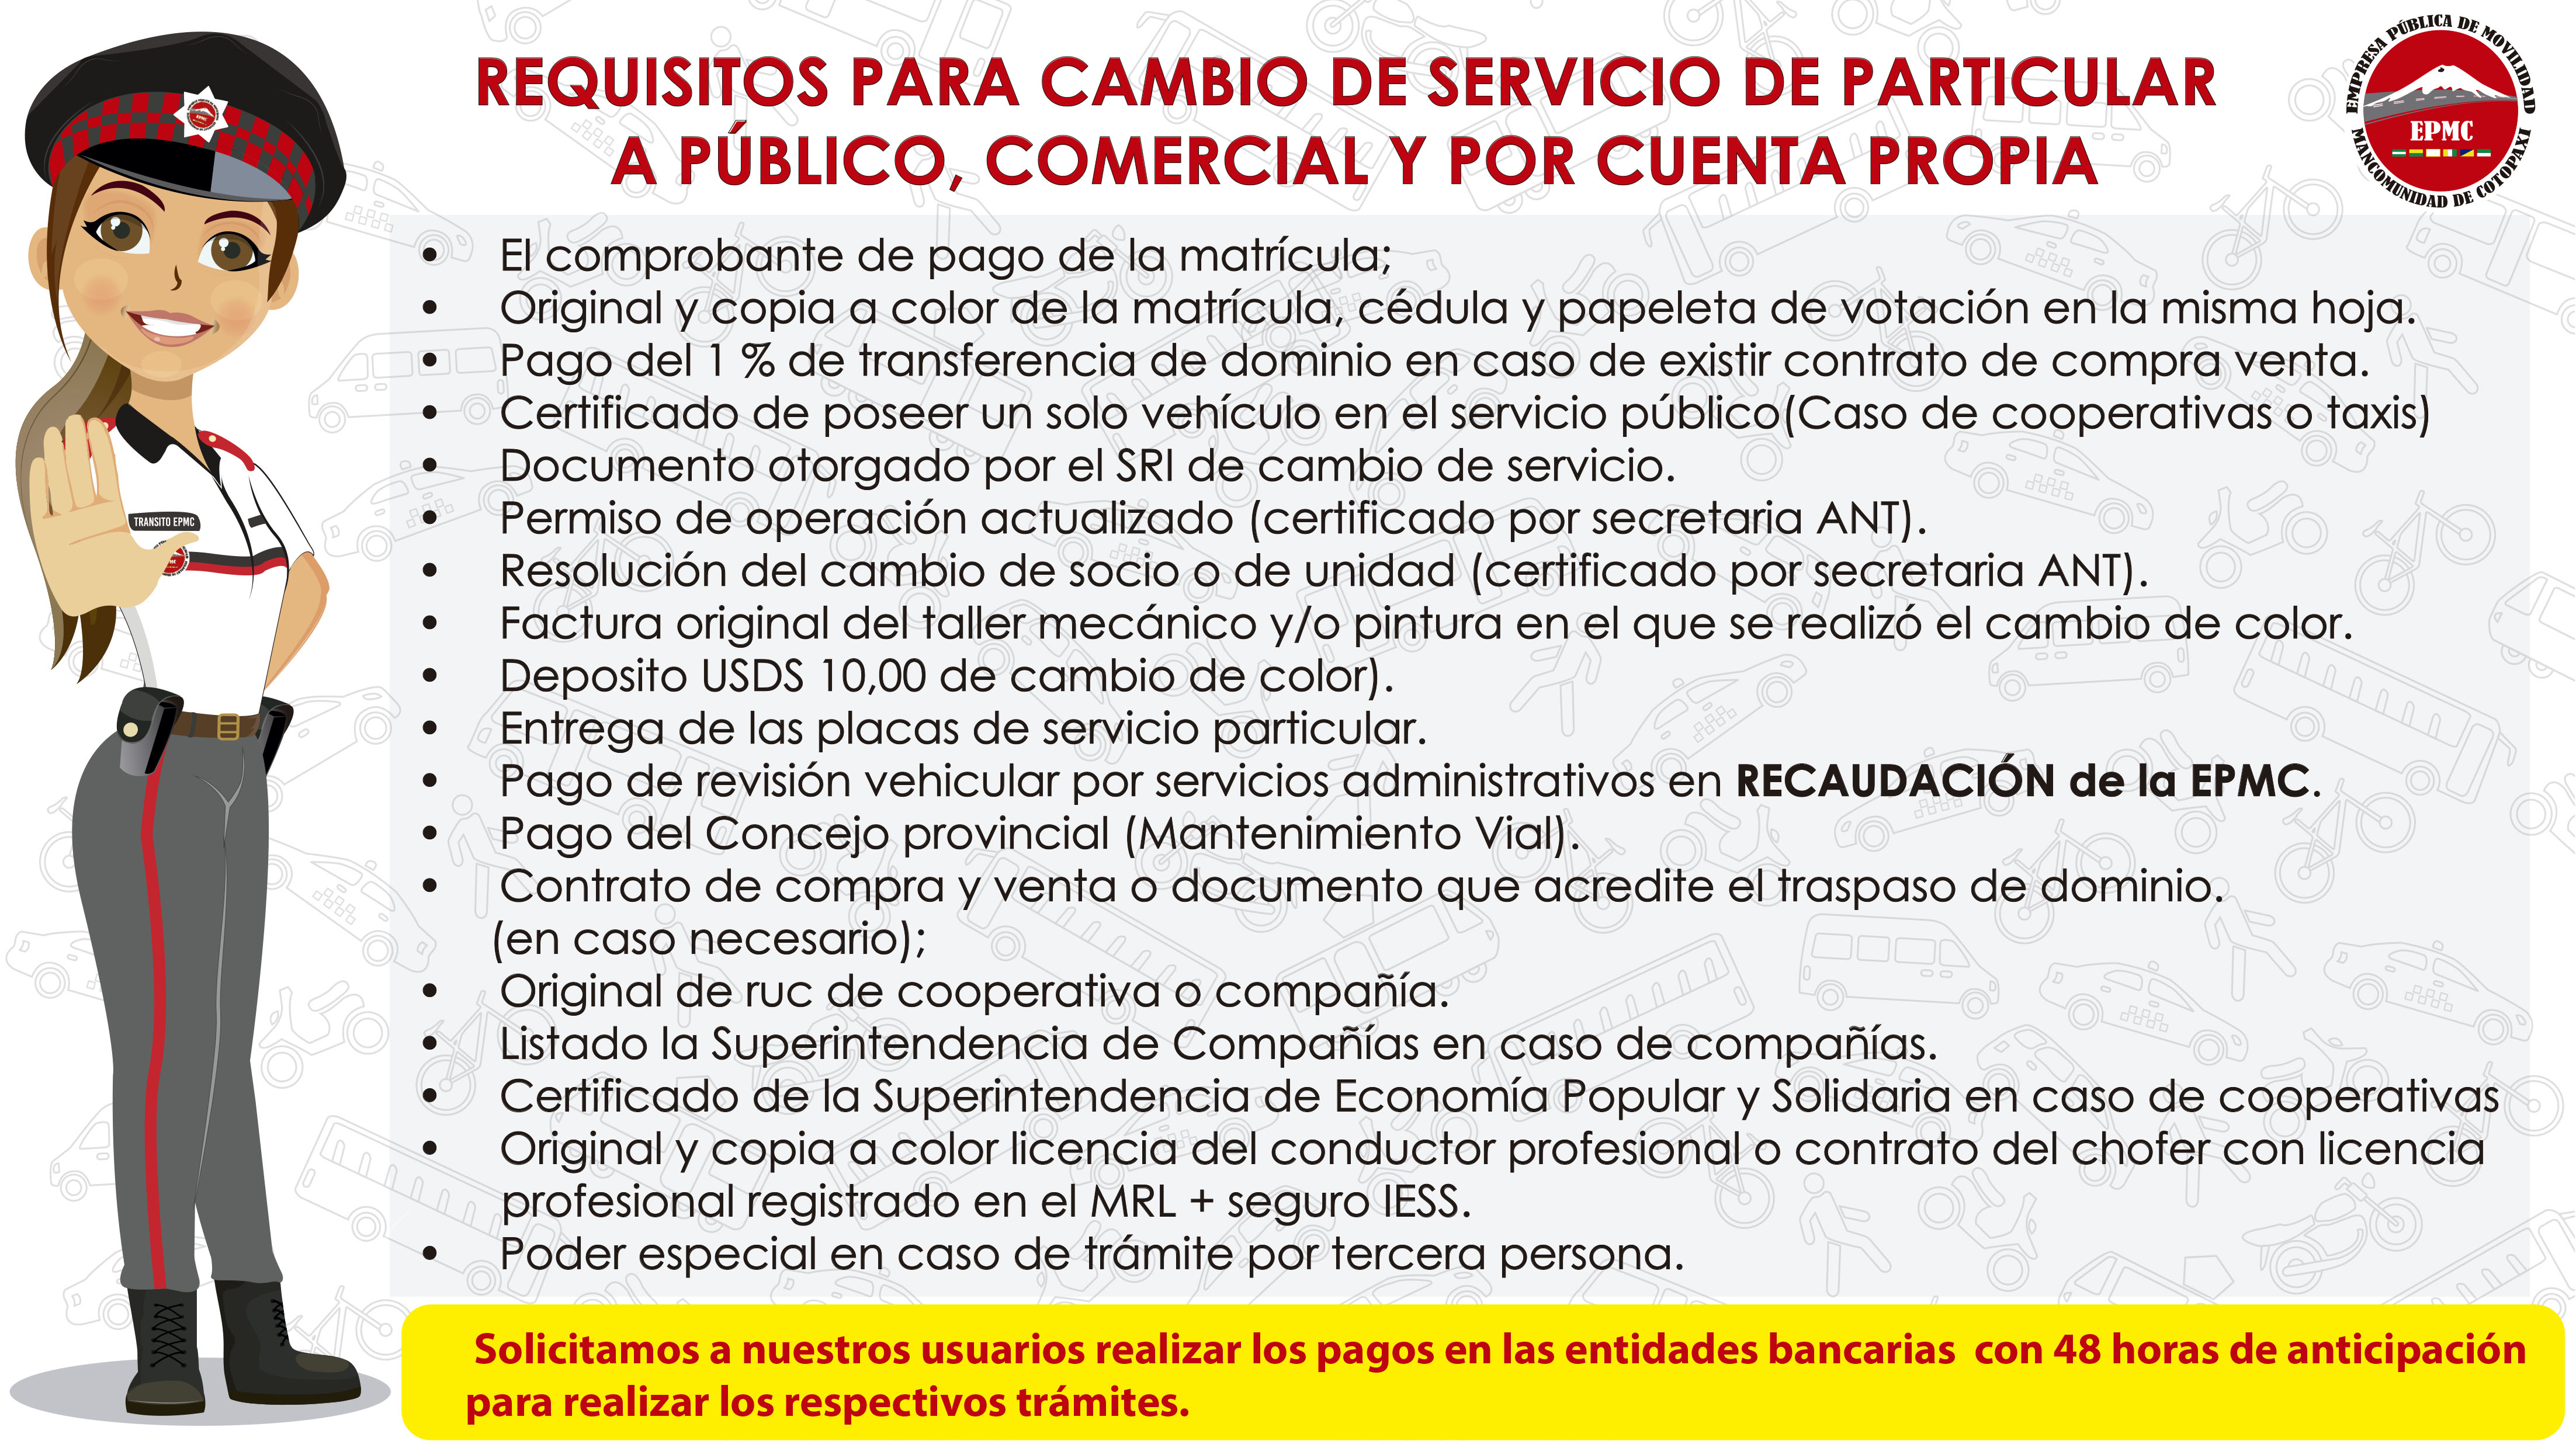 REQUISITOS PARA CAMBIO DE SERVICIO DE PARTICULAR
A PÚBLICO, COMERCIAL Y POR CUENTA PROPIA
EMPRESA PÚBLICA DE MOVILIDAD
MANCOMUNIDAD DE COTOPAXI
EPMC
EPMC
TRANSITO EPMC
• El comprobante de pago de la matrícula;
• Original y copia a color de la matrícula, cédula y papeleta de votación en la misma hoja.
• Pago del 1 % de transferencia de dominio en caso de existir contrato de compra venta.
• Certificado de poseer un solo vehículo en el servicio público(Caso de cooperativas o taxis)
• Documento otorgado por el SRI de cambio de servicio.
• Permiso de operación actualizado (certificado por secretaria ANT).
• Resolución del cambio de socio o de unidad (certificado por secretaria ANT).
• Factura original del taller mecánico y/o pintura en el que se realizó el cambio de color.
• Deposito USDS 10,00 de cambio de color).
• Entrega de las placas de servicio particular.
• Pago de revisión vehicular por servicios administrativos en RECAUDACIÓN de la EPMC.
• Pago del Concejo provincial (Mantenimiento Vial).
• Contrato de compra y venta o documento que acredite el traspaso de dominio.
(en caso necesario);
• Original de ruc de cooperativa o compañía.
• Listado la Superintendencia de Compañías en caso de compañías.
• Certificado de la Superintendencia de Economía Popular y Solidaria en caso de cooperativas
• Original y copia a color licencia del conductor profesional o contrato del chofer con licencia
profesional registrado en el MRL + seguro IESS.
• Poder especial en caso de trámite por tercera persona.
Solicitamos a nuestros usuarios realizar los pagos en las entidades bancarias con 48 horas de anticipación
para realizar los respectivos trámites.